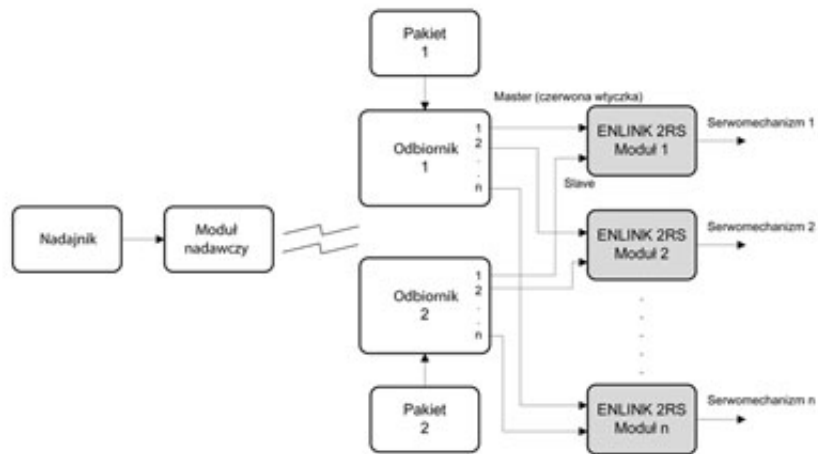 Pakiet
1
Master (czerwona wtyczka)
Odbiornik
1
1
2
.
.
n
ENLINK 2RS
Moduł 1
Serwomechanizm 1
Slave
Nadajnik
Moduł
nadawczy
ENLINK 2RS
Moduł 2
Serwomechanizm 2
Odbiornik
2
1
2
.
.
n
Pakiet
2
ENLINK 2RS
Moduł n
Serwomechanizm n